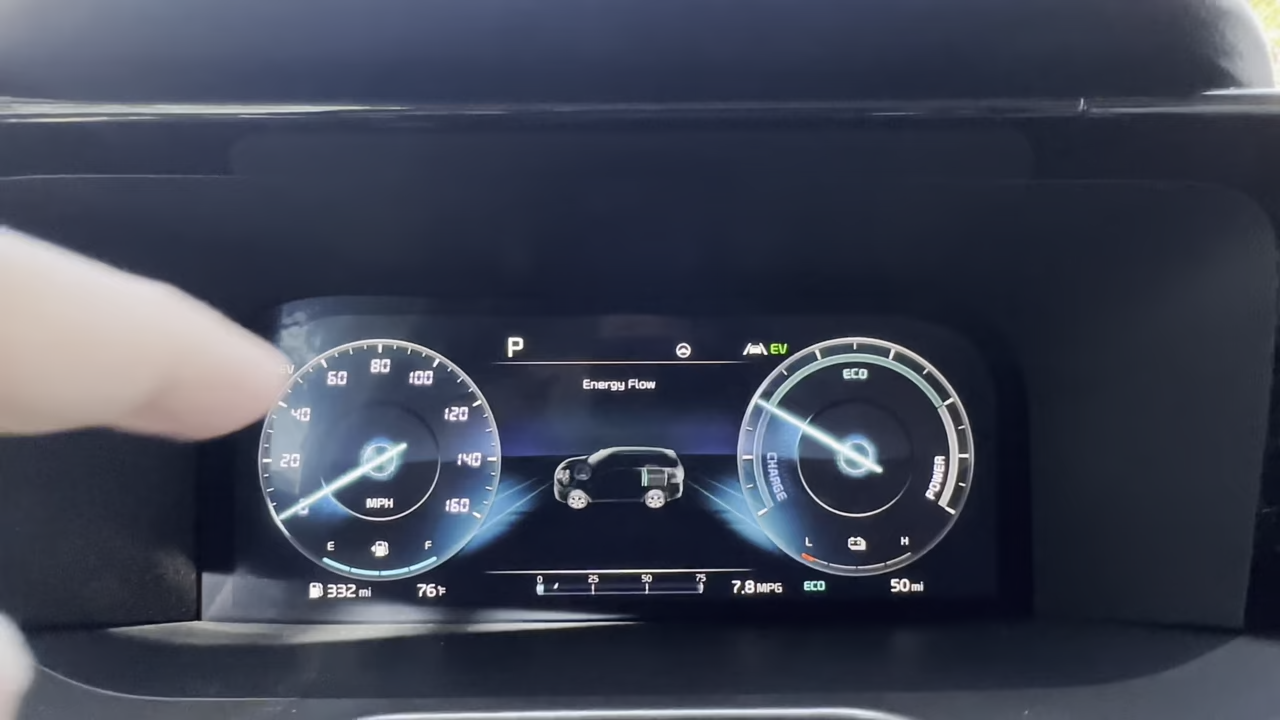 P
EV
Energy Flow
EV
0
20
40
60
80
100
120
140
160
MPH
E
F
332 mi
76°F
0 25 50 75
7.8 MPG
ECO
CHARGE
POWER
L
H
ECO
50 mi